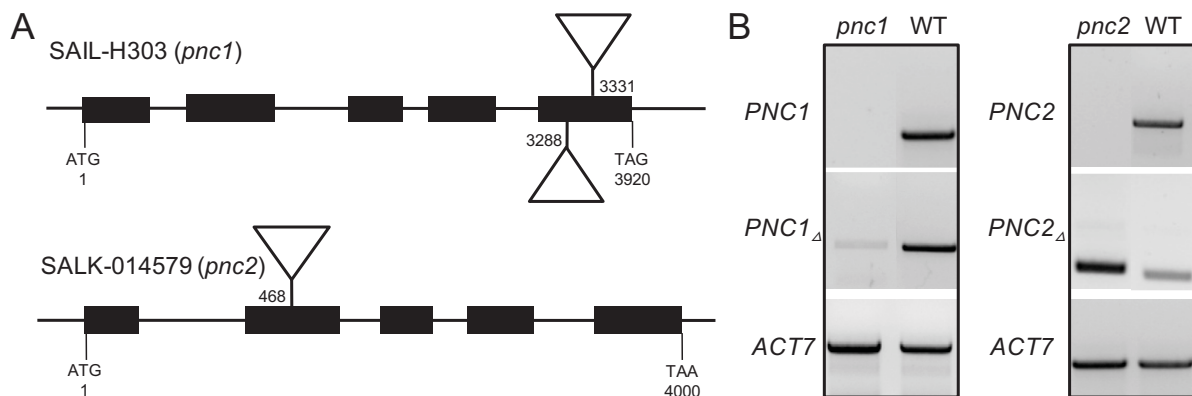 A
SAIL-H303 (pnc1)
3331
3288
ATG
1
TAG
3920
SALK-014579 (pnc2)
468
ATG
1
TAA
4000
B
pnc1 WT
PNC1
PNC1Δ
ACT7
pnc2 WT
PNC2
PNC2Δ
ACT7